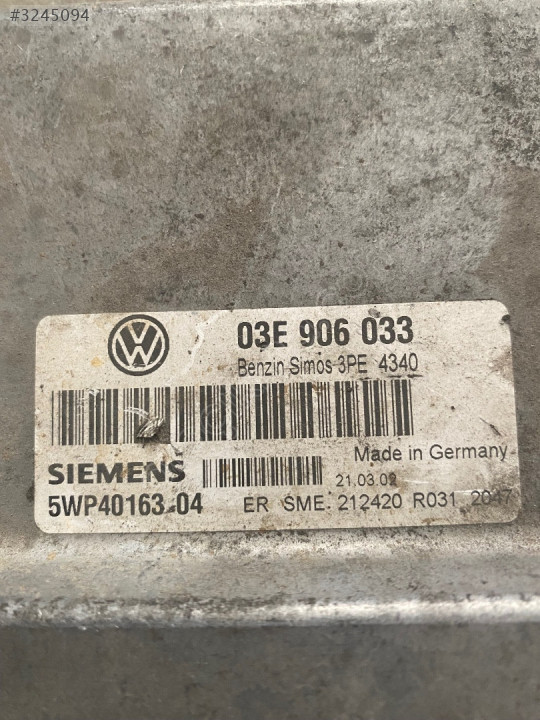 #3245094
03E 906 033
Benzin Simos 3PE 4340
Made in Germany
SIEMENS
21.03.02
5WP40163 04 ER SME. 212420 R031 2047